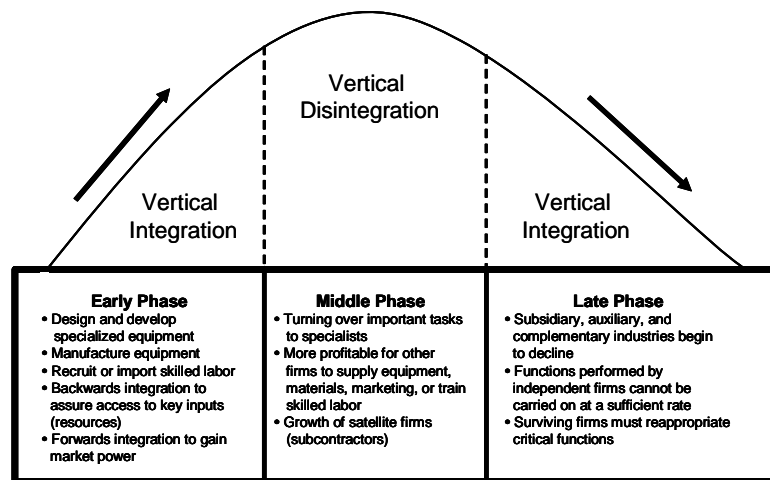 Vertical
Disintegration
Vertical
Integration
Vertical
Integration
Early Phase
• Design and develop
specialized equipment
• Manufacture equipment
• Recruit or import skilled labor
• Backwards integration to
assure access to key inputs
(resources)
• Forwards integration to gain
market power
Middle Phase
• Turning over important tasks
to specialists
• More profitable for other
firms to supply equipment,
materials, marketing, or train
skilled labor
• Growth of satellite firms
(subcontractors)
Late Phase
• Subsidiary, auxiliary, and
complementary industries begin
to decline
• Functions performed by
independent firms cannot be
carried on at a sufficient rate
• Surviving firms must reappropriate
critical functions